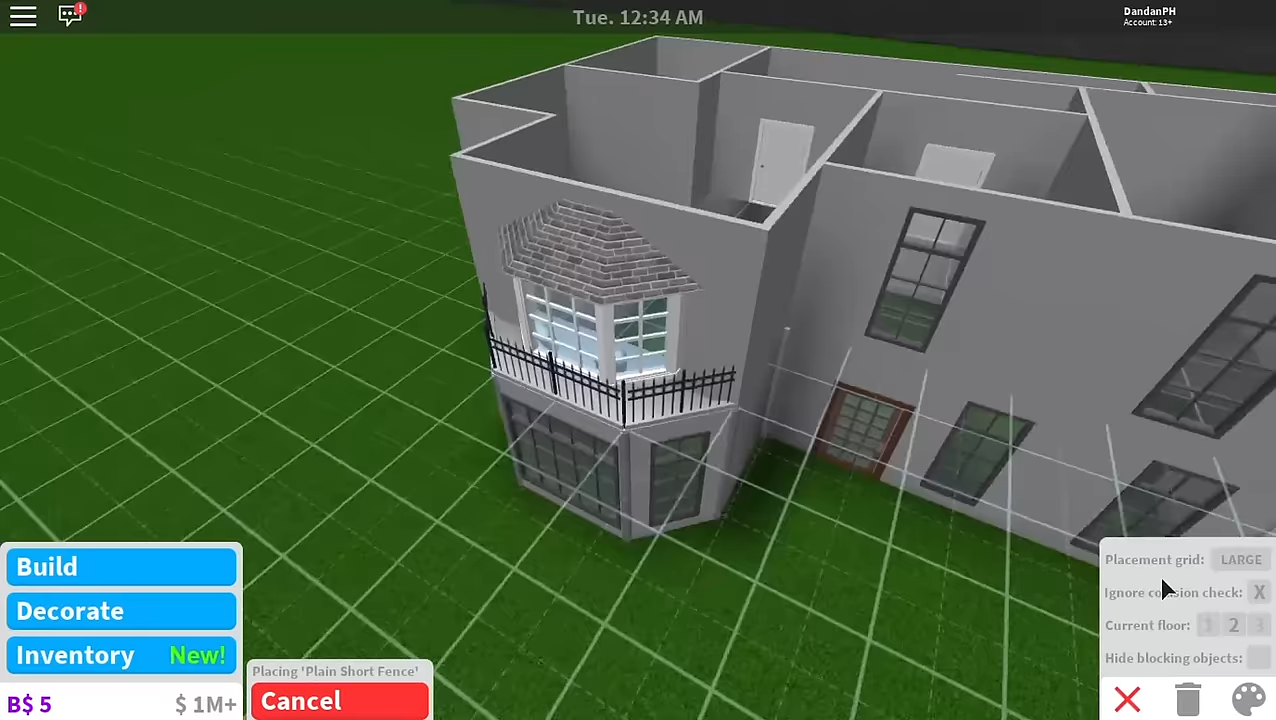 Tue. 12:34 AM
DandanPH
Account: 13+
Build
Decorate
Inventory New!
B$ 5 $ 1M+
Placing 'Plain Short Fence'
Cancel
Placement grid: LARGE
Ignore collision check: X
Current floor: 1 2 3
Hide blocking objects: